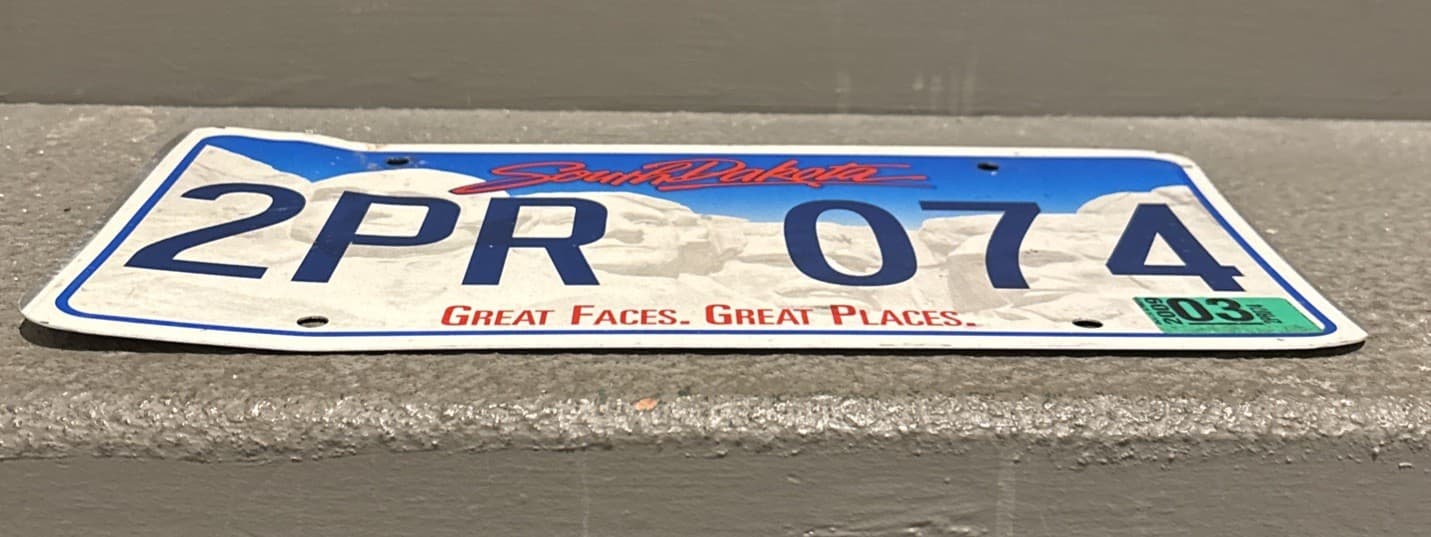 South Dakota
2PR 074
Great Faces. Great Places.
03